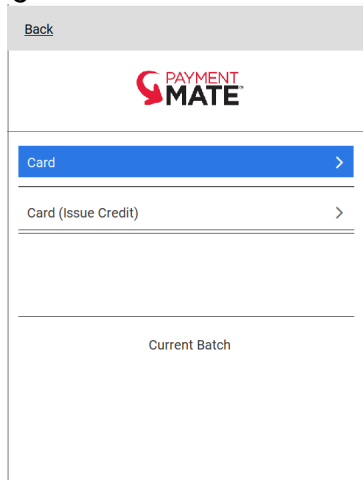 Back
PAYMENT
MATE
Card
Card (Issue Credit)
Current Batch